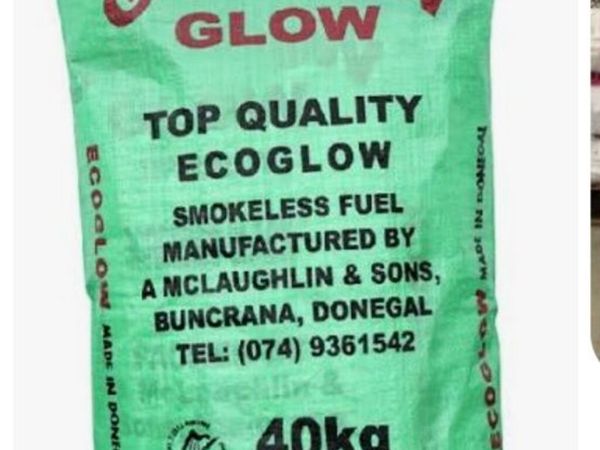 GLOW
TOP QUALITY
ECOGLOW
SMOKELESS FUEL
MANUFACTURED BY
A MCLAUGHLIN & SONS,
BUNCRANA, DONEGAL
TEL: (074) 9361542
40kg
ECOGLOW MADE IN DONEG
ECOGLOW MADE IN DONEGAL